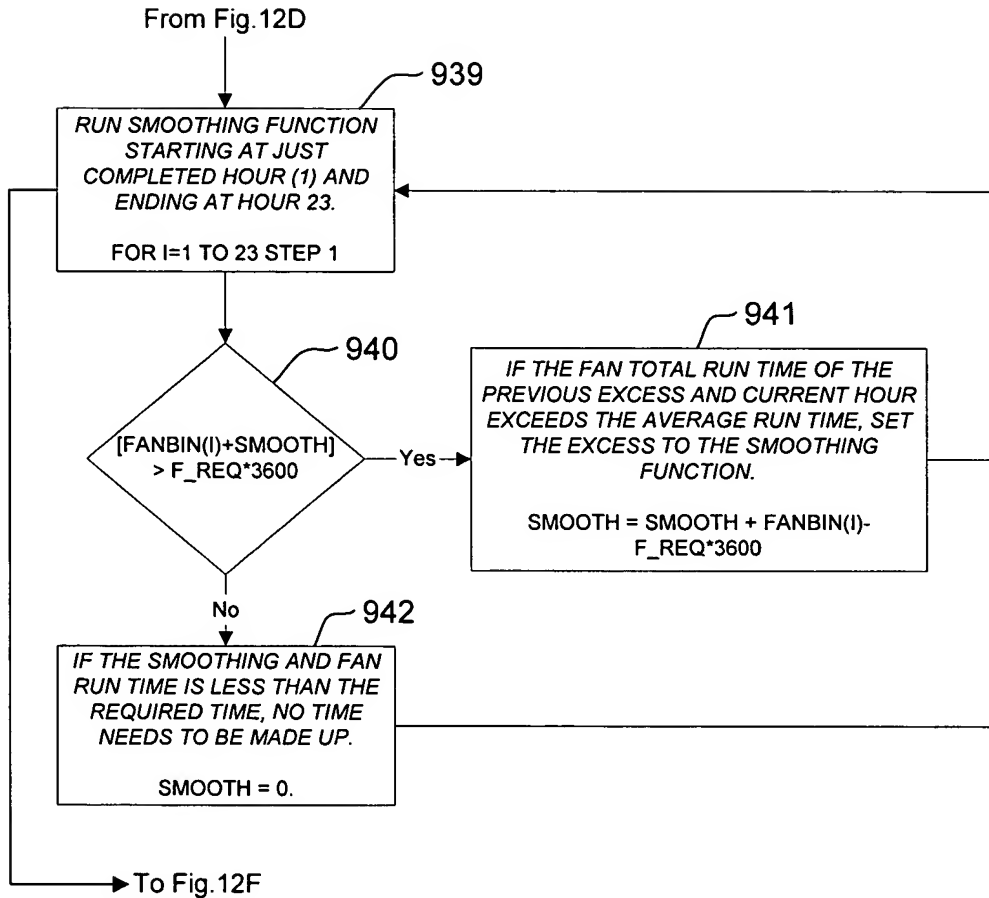 From Fig.12D
939
RUN SMOOTHING FUNCTION
STARTING AT JUST
COMPLETED HOUR (1) AND
ENDING AT HOUR 23.
FOR I=1 TO 23 STEP 1
940
[FANBIN(I)+SMOOTH]
> F_REQ*3600
Yes
941
IF THE FAN TOTAL RUN TIME OF THE
PREVIOUS EXCESS AND CURRENT HOUR
EXCEEDS THE AVERAGE RUN TIME, SET
THE EXCESS TO THE SMOOTHING
FUNCTION.
SMOOTH = SMOOTH + FANBIN(I)-
F_REQ*3600
No
942
IF THE SMOOTHING AND FAN
RUN TIME IS LESS THAN THE
REQUIRED TIME, NO TIME
NEEDS TO BE MADE UP.
SMOOTH = 0.
To Fig.12F